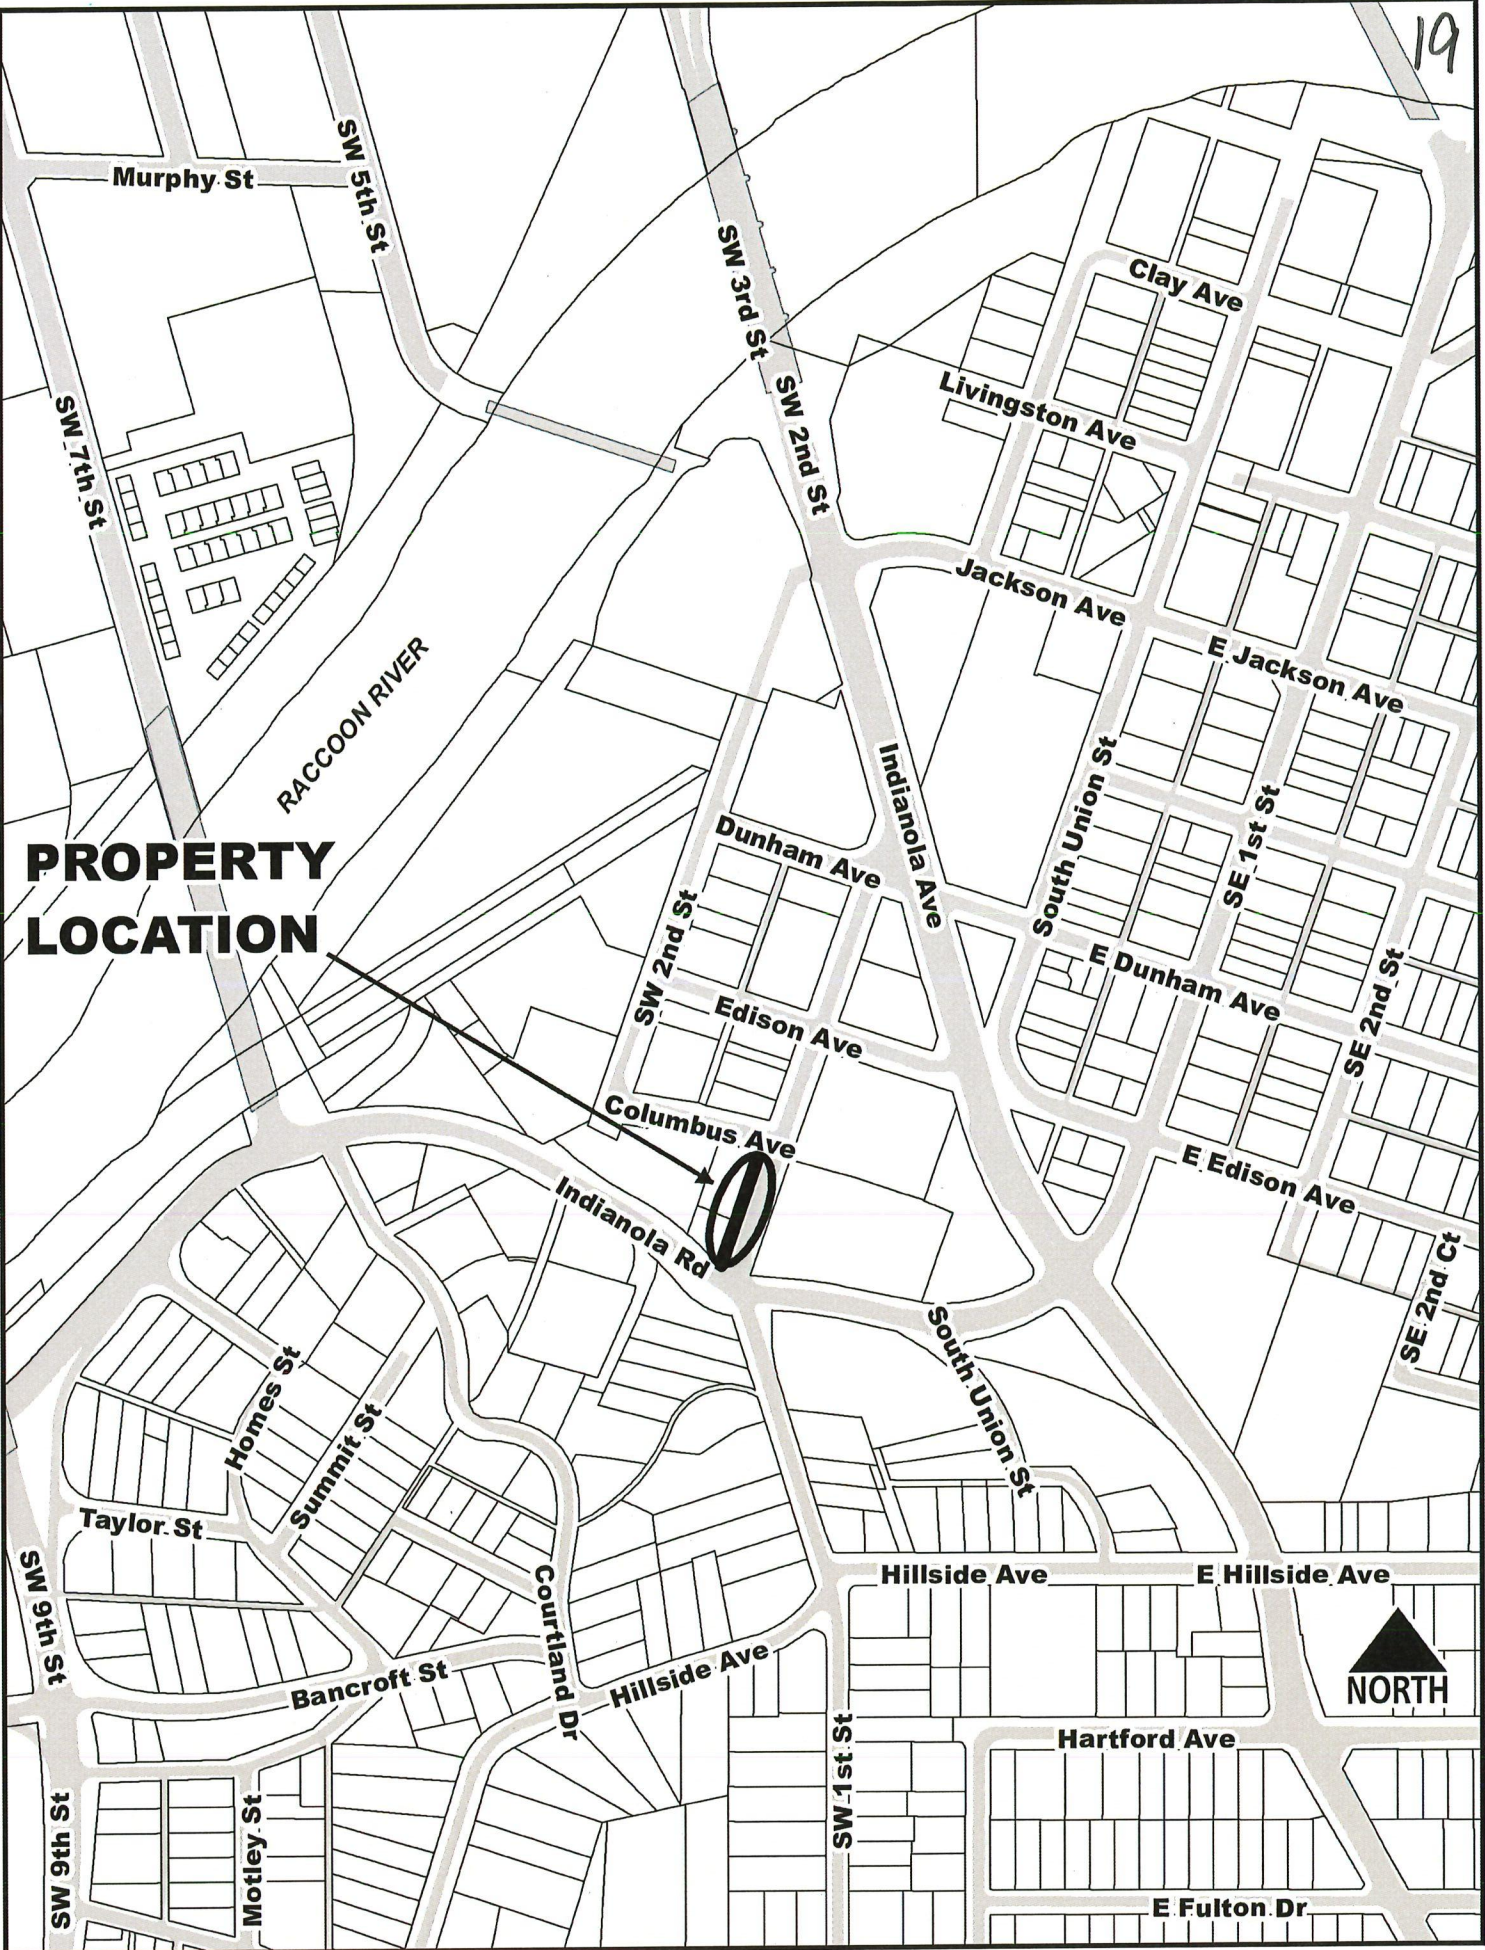 19
Murphy St
SW 5th St
SW 3rd St
Clay Ave
Livingston Ave
SW 2nd St
SW 7th St
Jackson Ave
E Jackson Ave
RACCOON RIVER
Indianola Ave
South Union St
SE 1st St
Dunham Ave
PROPERTY
LOCATION
SW 2nd St
E Dunham Ave
SE 2nd St
Edison Ave
Columbus Ave
E Edison Ave
Indianola Rd
SE 2nd Ct
South Union St
Homes St
Summit St
Taylor St
SW 9th St
Courtland Dr
Hillside Ave
E Hillside Ave
Bancroft St
Hillside Ave
NORTH
SW 1st St
Hartford Ave
SW 9th St
Motley St
E Fulton Dr